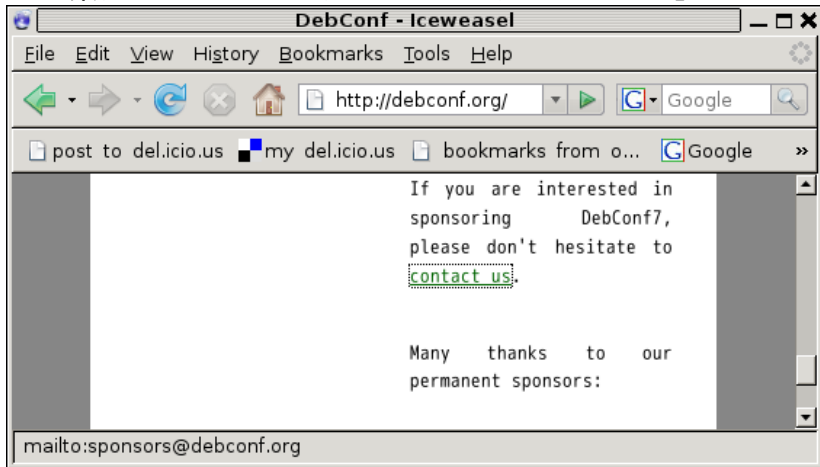 DebConf - Iceweasel
File Edit View History Bookmarks Tools Help
http://debconf.org/ G Google
post to del.icio.us my del.icio.us bookmarks from o... G Google »
If you are interested in
sponsoring DebConf7,
please don't hesitate to
contact us.
Many thanks to our
permanent sponsors:
mailto:sponsors@debconf.org